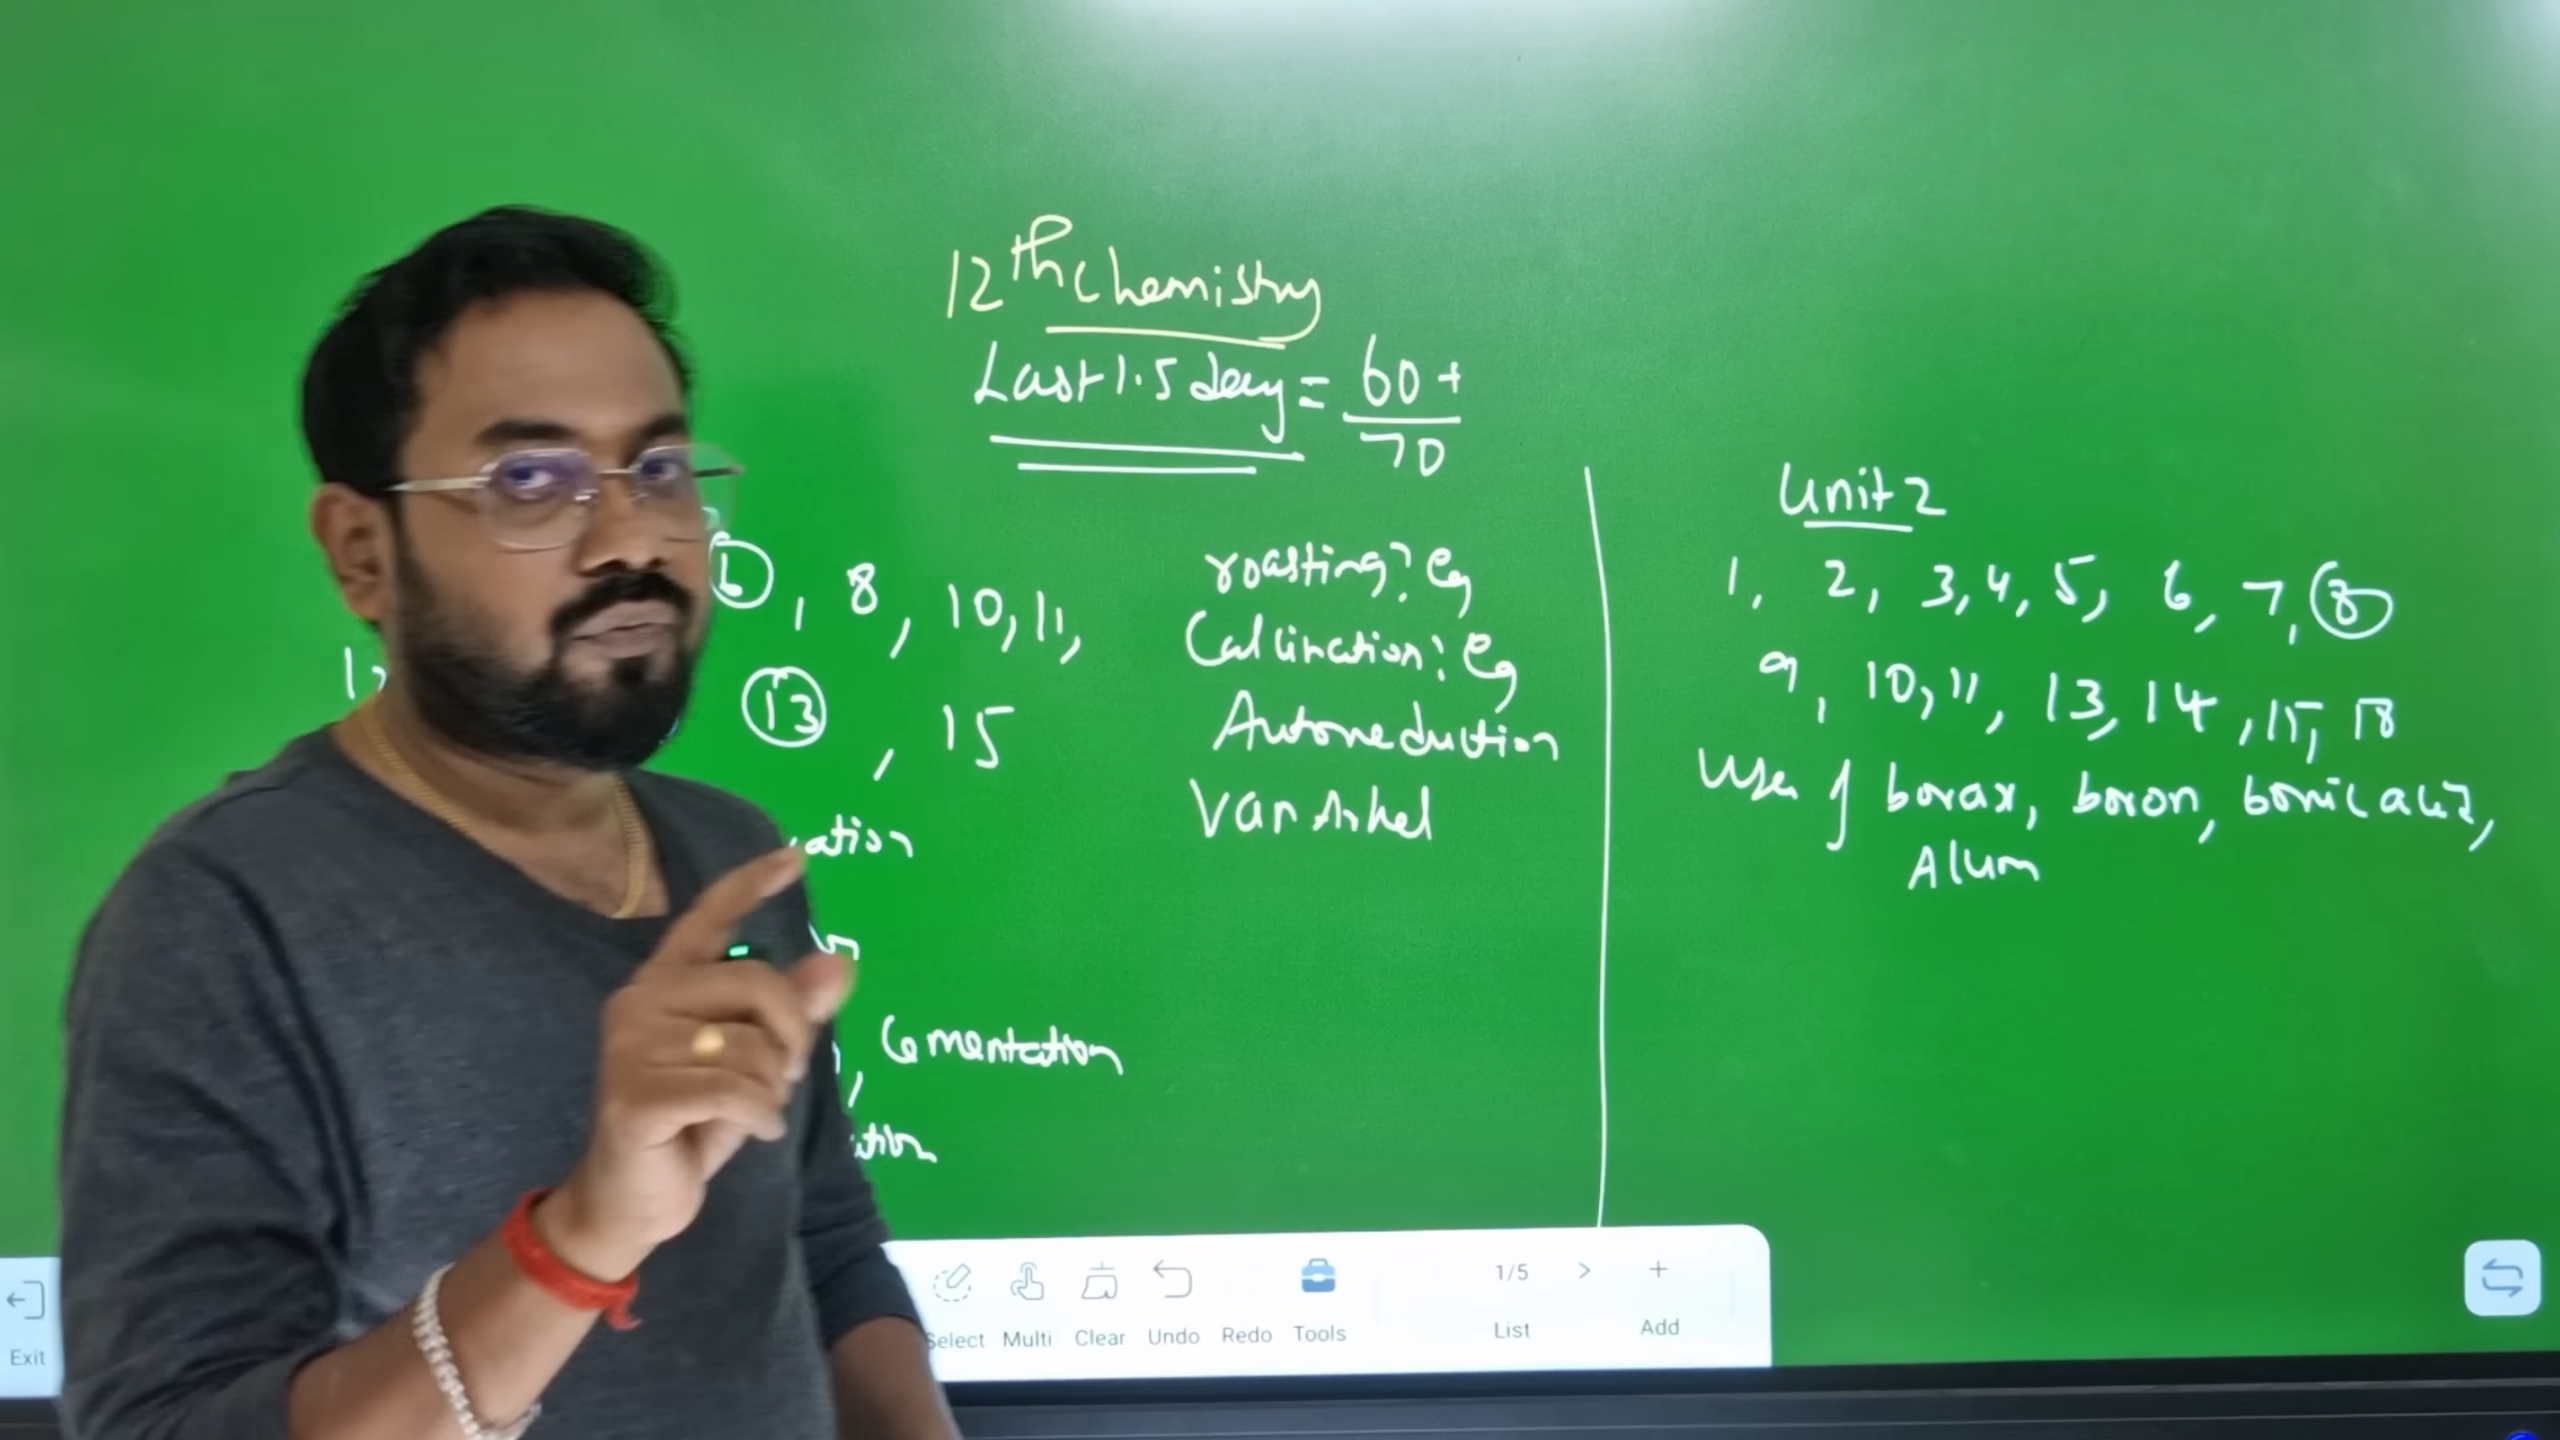 12th chemistry
Last 1.5 day = 60+
70
6, 8, 10, 11,
13, 15
Cementation
roasting: eg
Calcination: eg
Autoreduction
Van Arkel
Unit 2
1, 2, 3, 4, 5, 6, 7, 8
9, 10, 11, 13, 14, 15, 18
Use of borax, boron, boric acid,
Alum
Exit
Select Multi Clear Undo Redo Tools
1/5 >
List
+
Add